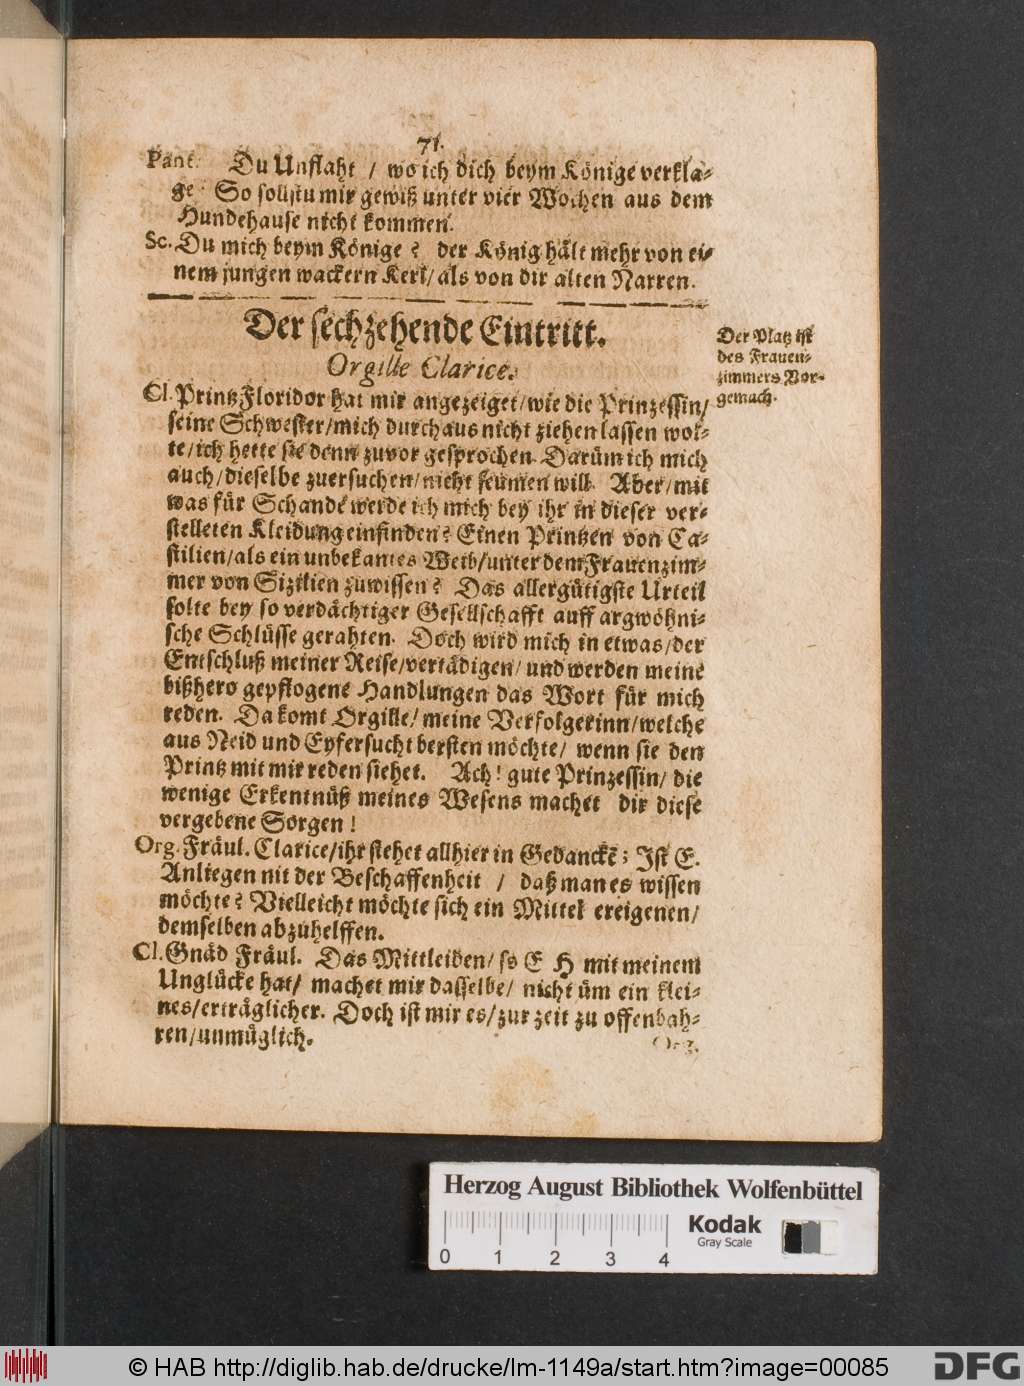 71.
Pant. Du Unflaht / wo ich dich beym Könige verkla-
ge So solstu mir gewiß unter vier Wochen aus dem
Hundehause nicht kommen.
Sc. Du mich beym Könige? der König hält mehr von ei-
nem jungen wackern Kerl/als von dir alten Narren.
Der sechzehende Eintritt.
Orgille Clarice.
Der Platz ist
des Frauen-
zimmers Vor-
gemach.
Cl. Printz Floridor hat mir angezeiget/wie die Prinzessin/
seine Schwester/mich durchaus nicht ziehen lassen wol-
te/ich hette sie denn zuvor gesprochen. Darüm ich mich
auch/dieselbe zuersuchen/nicht seumen will. Aber/mit
was für Schande werde ich mich bey ihr in dieser ver-
stelleten Kleidung einfinden? Einen Printzen von Ca-
stilien/als ein unbekantes Weib/unter dem Frauenzim-
mer von Sizilien zuwissen? Das allergütigste Urteil
solte bey so verdächtiger Gesellschafft auff argwöhni-
sche Schlüsse gerahten. Doch wird mich in etwas/der
Entschluß meiner Reise/vertädigen/ und werden meine
bißhero gepflogene Handlungen das Wort für mich
reden. Da komt Orgille/meine Verfolgerinn/welche
aus Neid und Eyfersucht bersten möchte/ wenn sie den
Printz mit mir reden siehet. Ach! gute Prinzessin/ die
wenige Erkentnüß meines Wesens machet dir diese
vergebene Sorgen!
Org. Fräul. Clarice/ihr stehet allhier in Gedanckẽ; Ist E.
Anliegen nit der Beschaffenheit / daß man es wissen
möchte? Vielleicht möchte sich ein Mittel ereigenen/
demselben abzuhelffen.
Cl. Gnäd Fräul. Das Mittleiden/ so E H mit meinem
Unglücke hat/ machet mir dasselbe/ nicht üm ein klei-
nes/erträglicher. Doch ist mir es/zur zeit zu offenbah-
ren/unmüglich.
Org.
Herzog August Bibliothek Wolfenbüttel
Kodak
Gray Scale
0 1 2 3 4
© HAB http://diglib.hab.de/drucke/lm-1149a/start.htm?image=00085
DFG